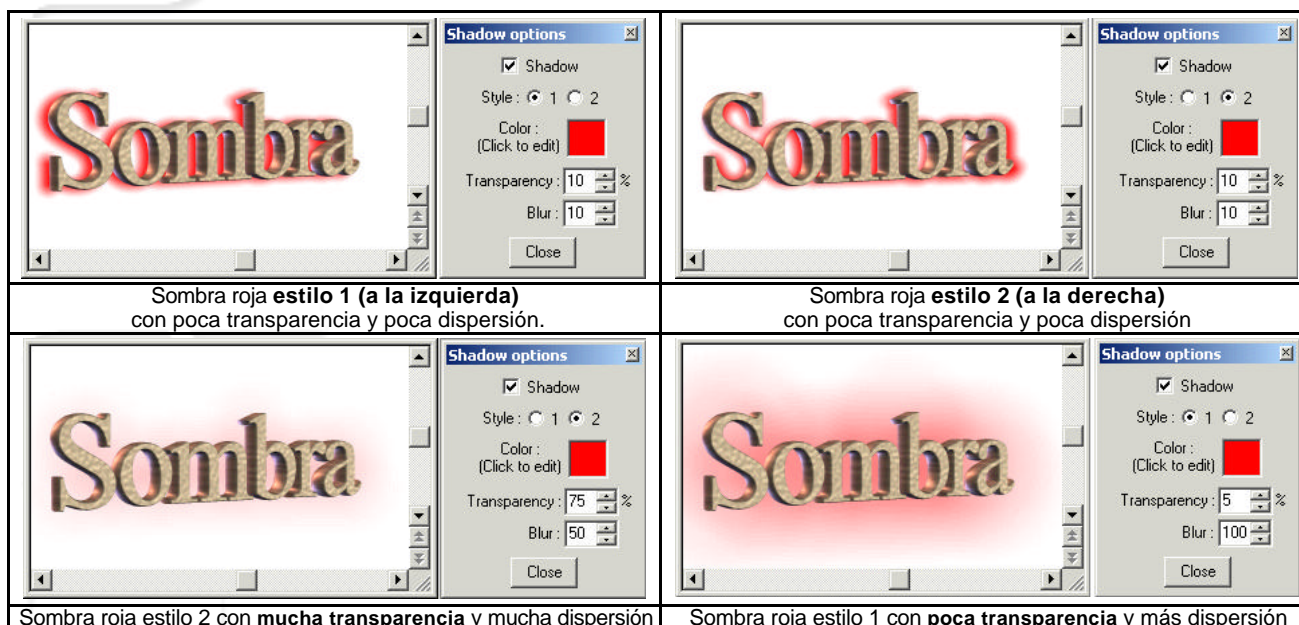 Sombra
Shadow options
Shadow
Style : 1 2
Color :
(Click to edit)
Transparency : 10 %
Blur : 10
Close
Sombra
Shadow options
Shadow
Style : 1 2
Color :
(Click to edit)
Transparency : 10 %
Blur : 10
Close
Sombra roja estilo 1 (a la izquierda)
con poca transparencia y poca dispersión.
Sombra roja estilo 2 (a la derecha)
con poca transparencia y poca dispersión
Sombra
Shadow options
Shadow
Style : 1 2
Color :
(Click to edit)
Transparency : 75 %
Blur : 50
Close
Sombra
Shadow options
Shadow
Style : 1 2
Color :
(Click to edit)
Transparency : 5 %
Blur : 100
Close
Sombra roja estilo 2 con mucha transparencia y mucha dispersión
Sombra roja estilo 1 con poca transparencia y más dispersión